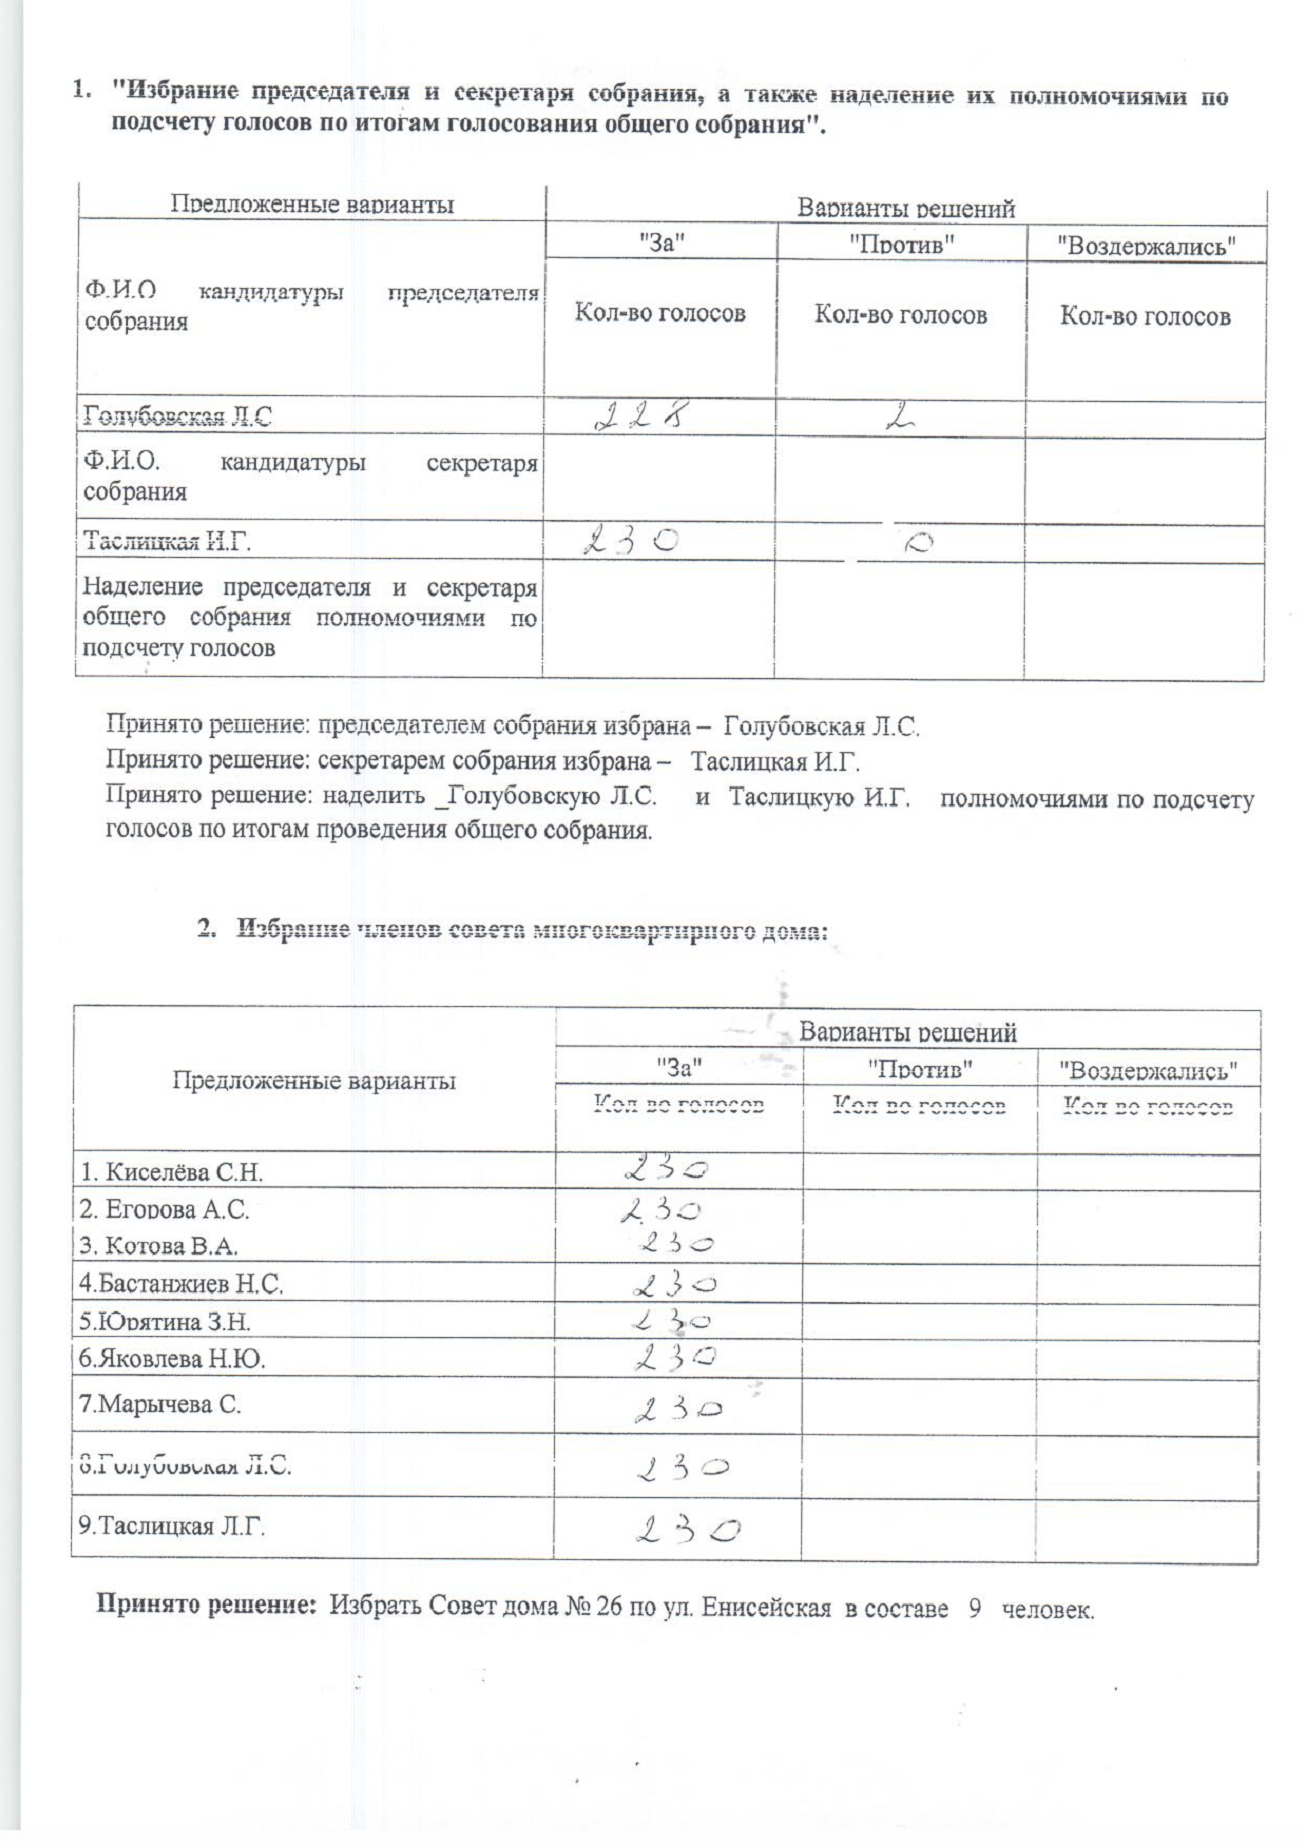 1. "Избрание председателя и секретаря собрания, а также наделение их полномочиями по
подсчету голосов по итогам голосования общего собрания".
Предложенные варианты Варианты решений
"За" "Против" "Воздержались"
Ф.И.О кандидатуры председателя
собрания
Кол-во голосов Кол-во голосов Кол-во голосов
Голубовская Л.С 228 2
Ф.И.О. кандидатуры секретаря
собрания
Таслицкая И.Г. 230 0
Наделение председателя и секретаря
общего собрания полномочиями по
подсчету голосов
Принято решение: председателем собрания избрана – Голубовская Л.С.
Принято решение: секретарем собрания избрана – Таслицкая И.Г.
Принято решение: наделить _Голубовскую Л.С. и Таслицкую И.Г. полномочиями по подсчету
голосов по итогам проведения общего собрания.
2. Избрание членов совета многоквартирного дома:
Варианты решений
Предложенные варианты
"За" "Против" "Воздержались"
Кол-во голосов Кол-во голосов Кол-во голосов
1. Киселёва С.Н. 230
2. Егорова А.С. 230
3. Котова В.А. 230
4.Бастанжиев Н.С. 230
5.Юрятина З.Н. 230
6.Яковлева Н.Ю. 230
7.Марычева С. 230
8.Голубовская Л.С. 230
9.Таслицкая Л.Г. 230
Принято решение: Избрать Совет дома № 26 по ул. Енисейская в составе 9 человек.